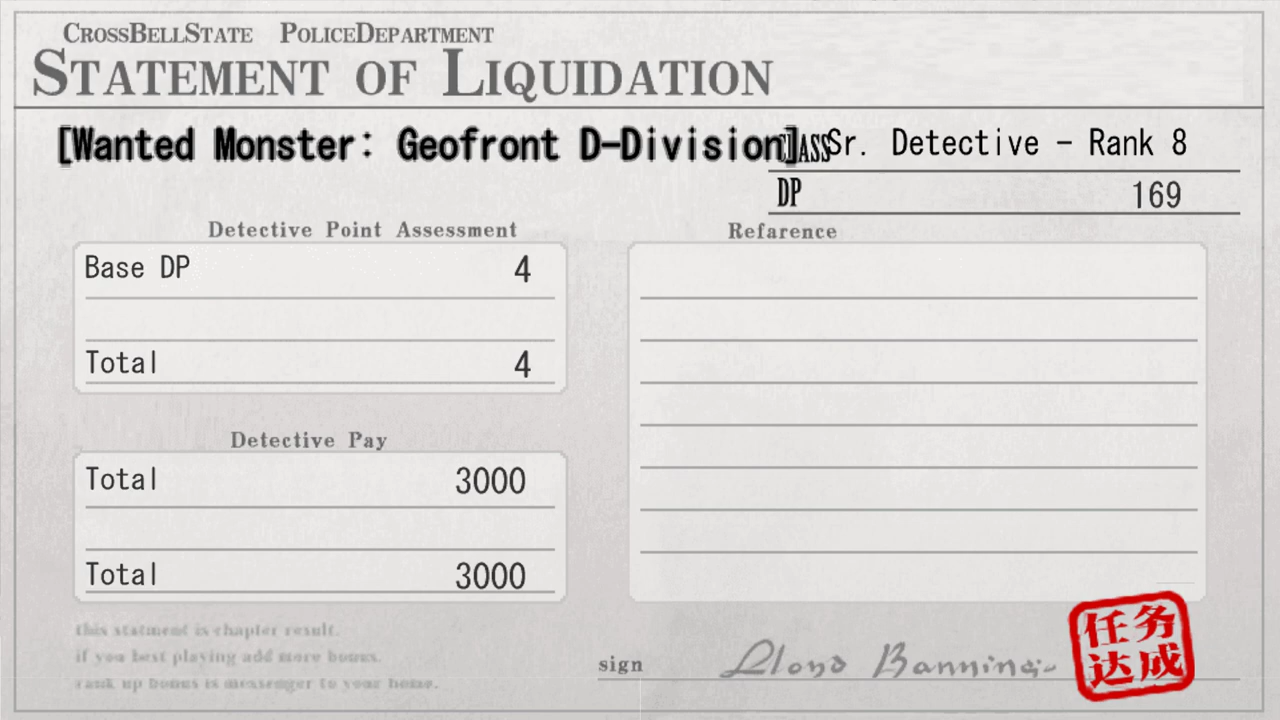 CROSSBELLSTATE POLICEDEPARTMENT
STATEMENT OF LIQUIDATION
[Wanted Monster: Geofront D-Division]
CLASS Sr. Detective - Rank 8
DP 169
Detective Point Assessment
Base DP 4
Total 4
Refarence
Detective Pay
Total 3000
Total 3000
this statment is chapter result.
if you best playing add more bonus.
rank up bonus is messenger to your home.
sign Lloyd Bannings
任务
达成